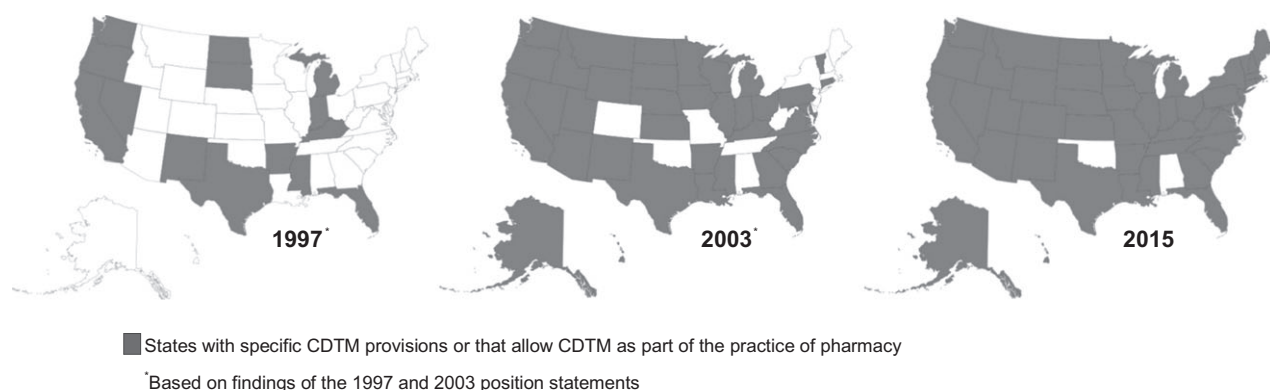 1997*
2003*
2015
States with specific CDTM provisions or that allow CDTM as part of the practice of pharmacy
*Based on findings of the 1997 and 2003 position statements